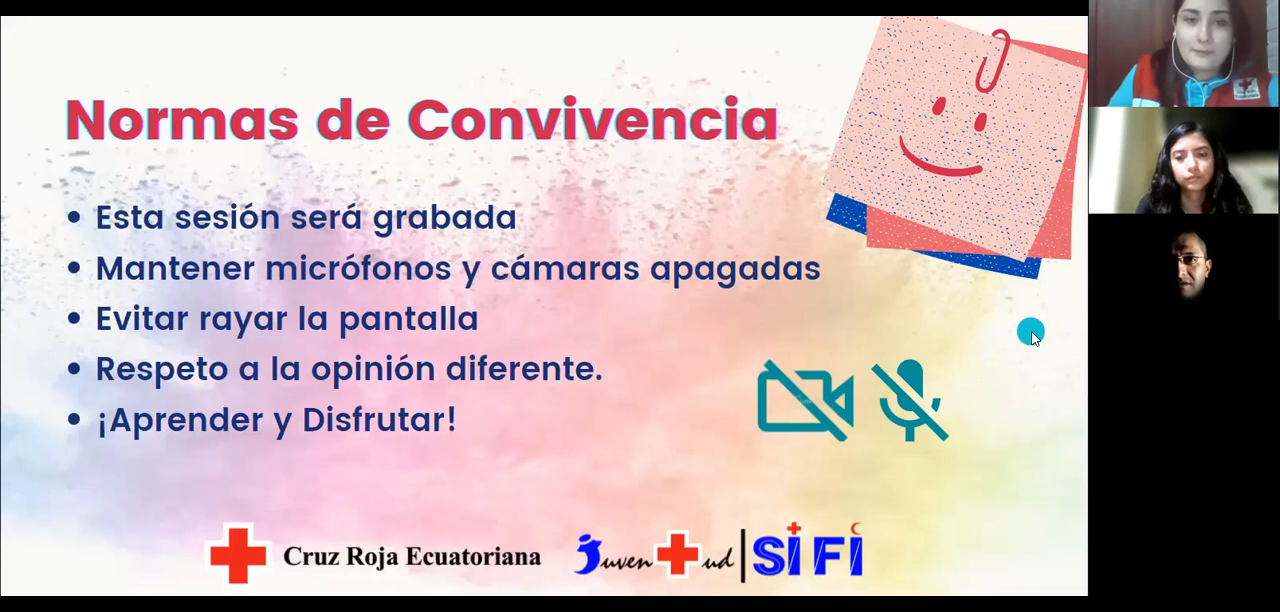 Normas de Convivencia
• Esta sesión será grabada
• Mantener micrófonos y cámaras apagadas
• Evitar rayar la pantalla
• Respeto a la opinión diferente.
• ¡Aprender y Disfrutar!
Cruz Roja Ecuatoriana
Juventud
SIFI